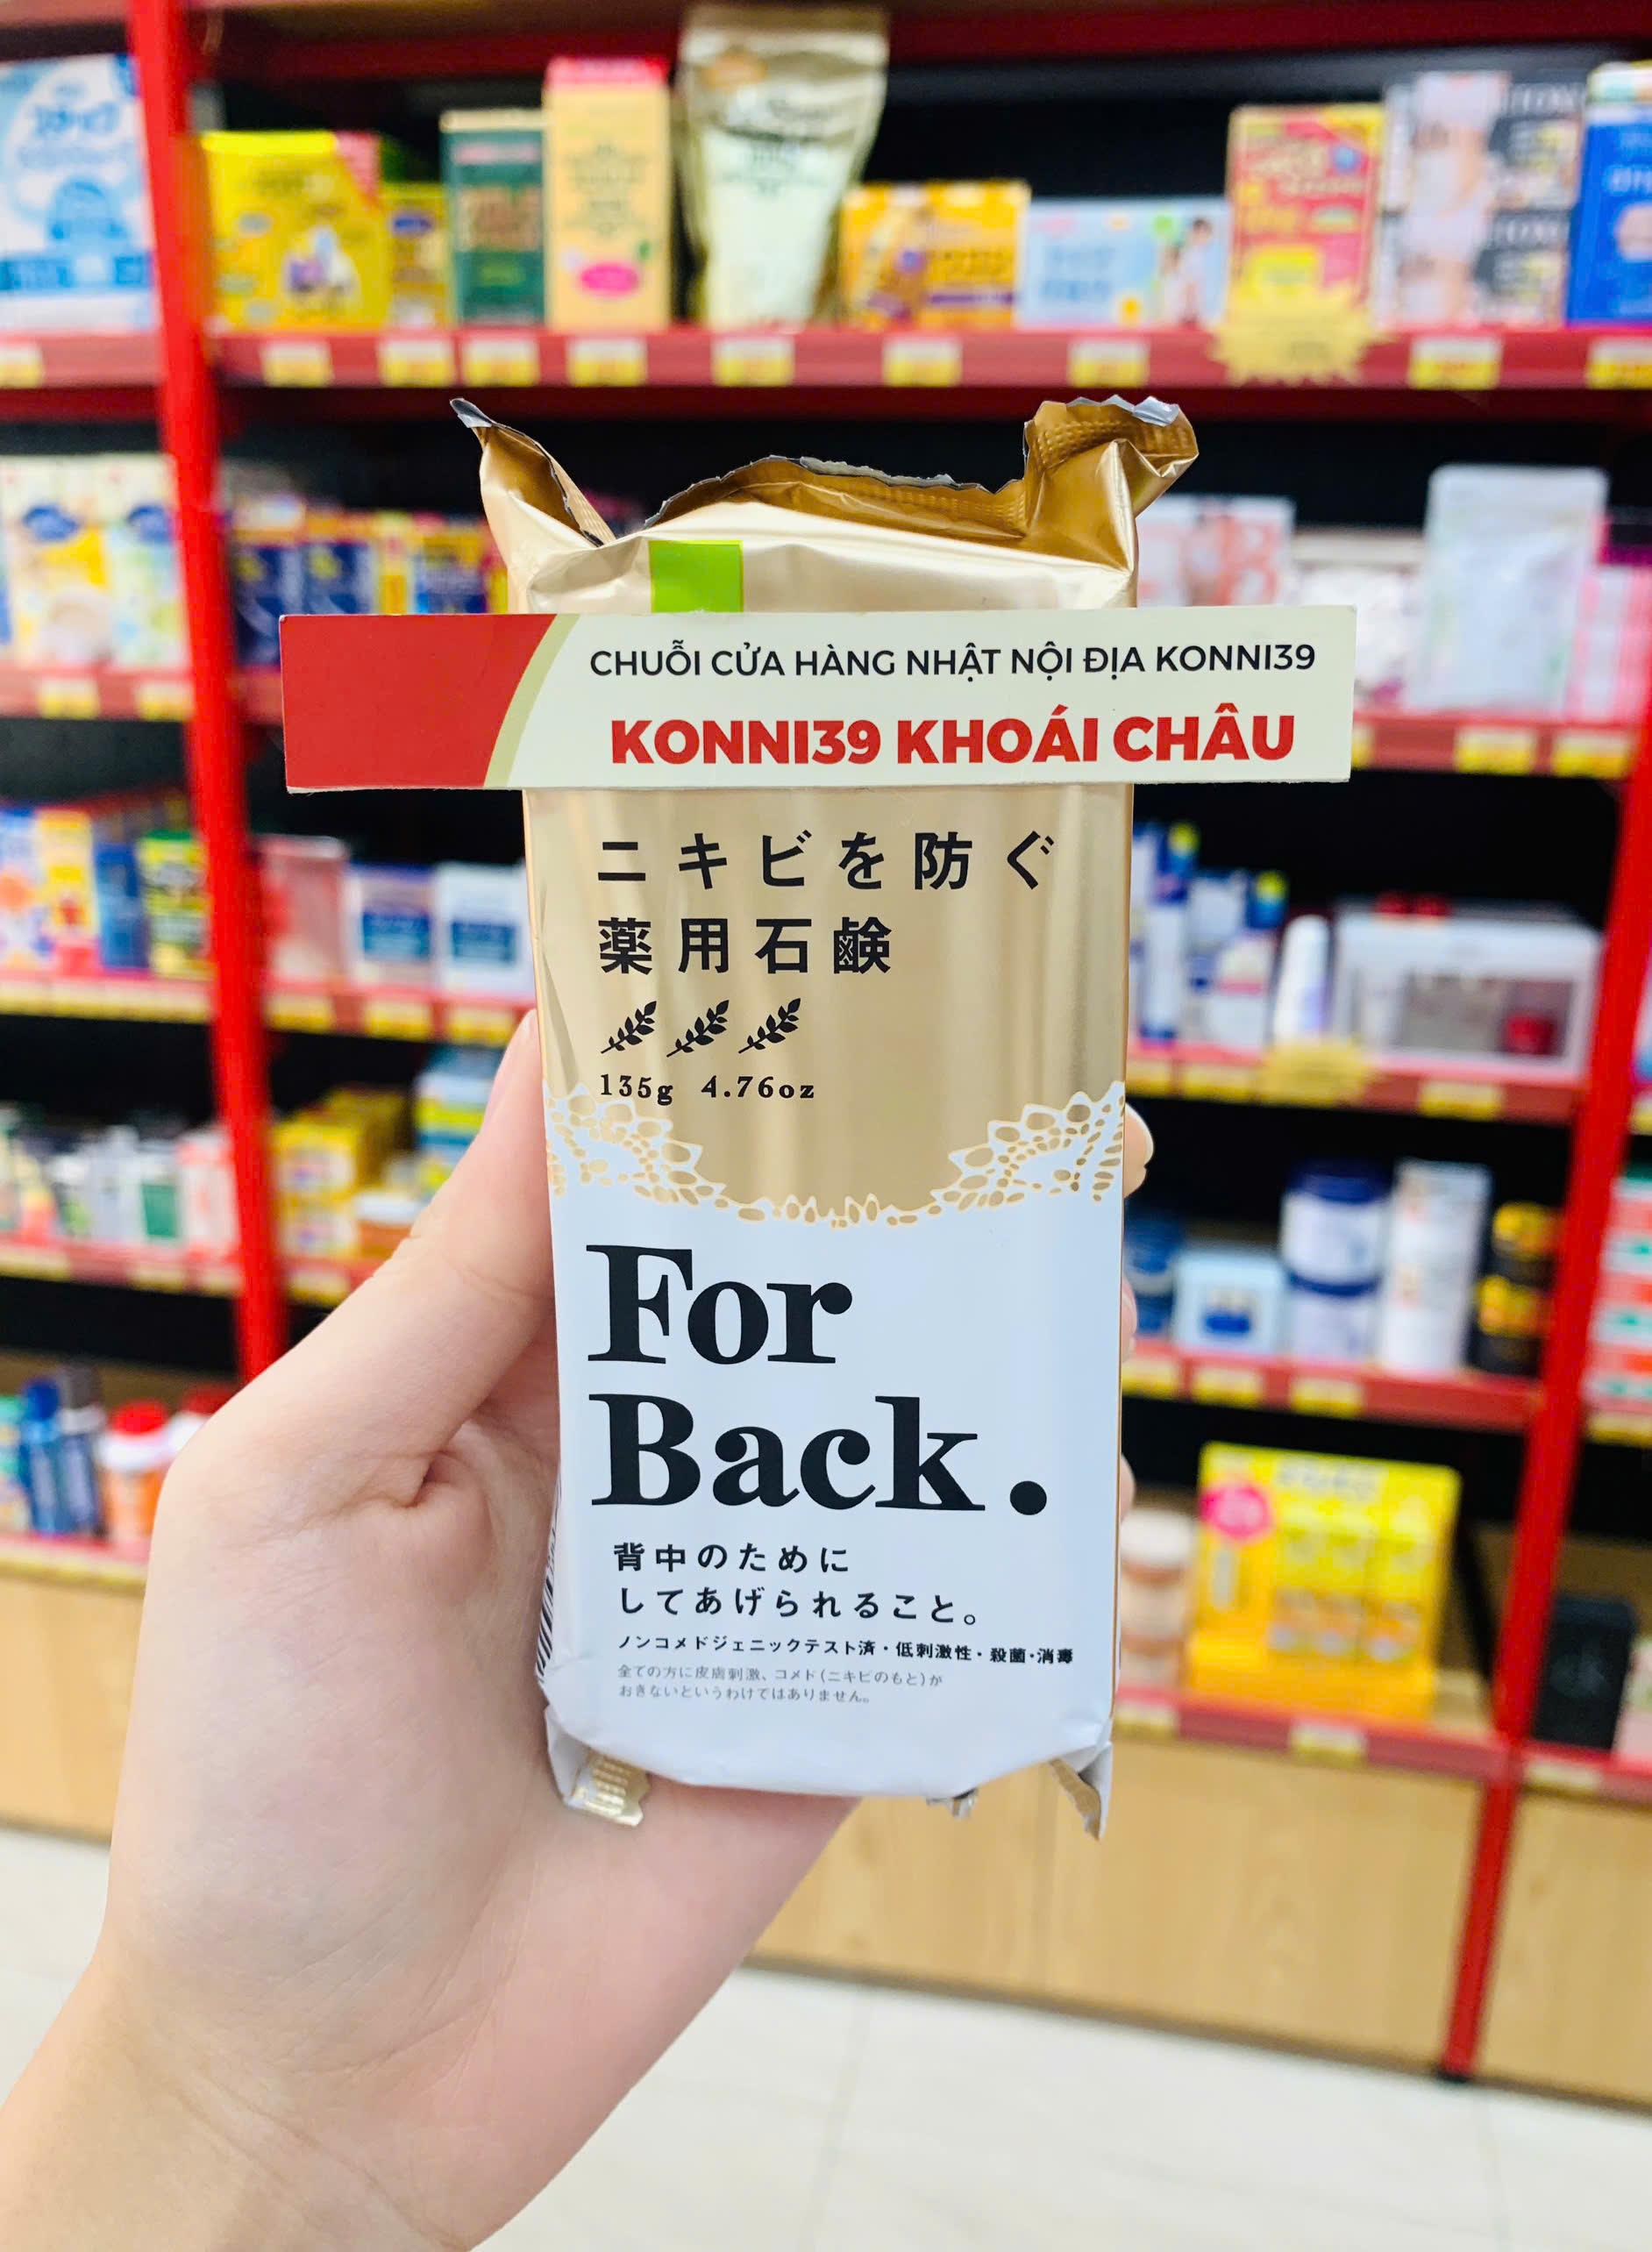 CHUỖI CỬA HÀNG NHẬT NỘI ĐỊA KONNI39
KONNI39 KHOÁI CHÂU
ニキビを防ぐ
薬用石鹸
135g 4.76oz
For
Back.
背中のために
してあげられること。
ノンコメドジェニックテスト済・低刺激性・殺菌・消毒
全ての方に皮膚刺激、コメド(ニキビのもと)が
おきないというわけではありません。